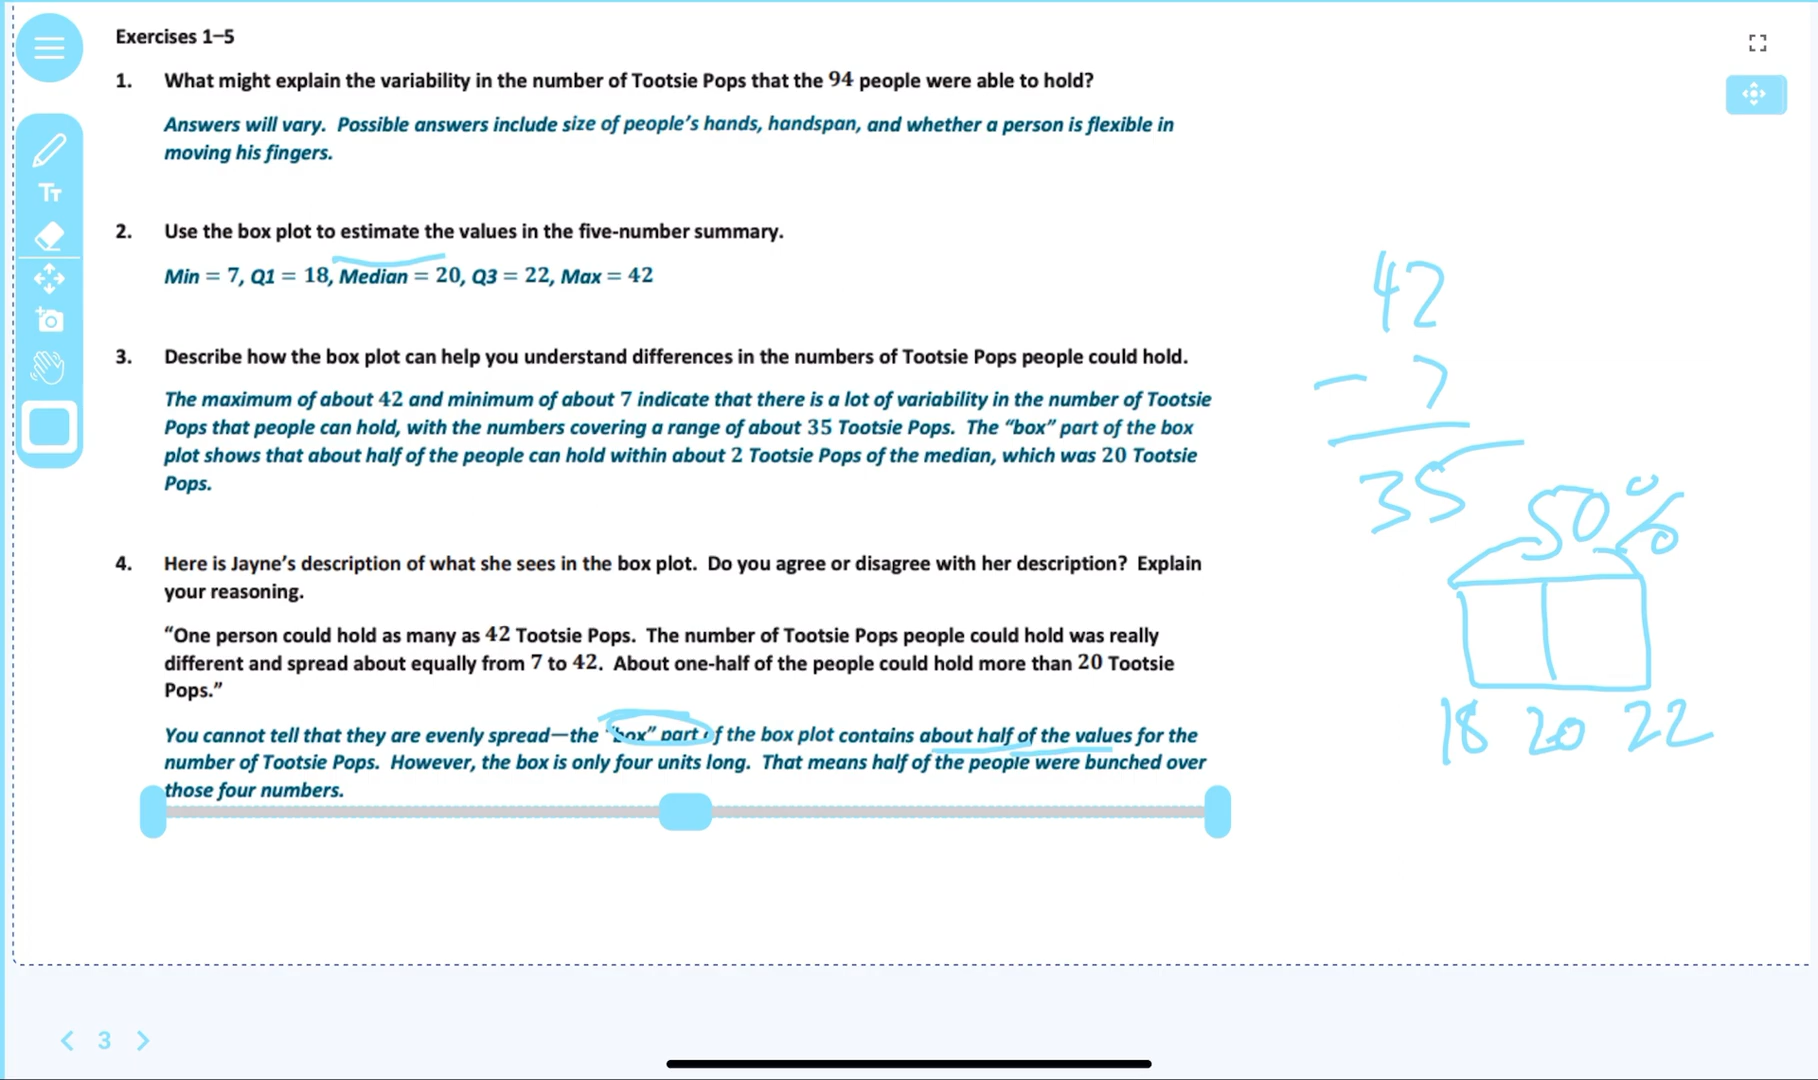 Exercises 1–5
1. What might explain the variability in the number of Tootsie Pops that the 94 people were able to hold?
Answers will vary. Possible answers include size of people's hands, handspan, and whether a person is flexible in
moving his fingers.
2. Use the box plot to estimate the values in the five-number summary.
Min = 7, Q1 = 18, Median = 20, Q3 = 22, Max = 42
3. Describe how the box plot can help you understand differences in the numbers of Tootsie Pops people could hold.
The maximum of about 42 and minimum of about 7 indicate that there is a lot of variability in the number of Tootsie
Pops that people can hold, with the numbers covering a range of about 35 Tootsie Pops. The “box” part of the box
plot shows that about half of the people can hold within about 2 Tootsie Pops of the median, which was 20 Tootsie
Pops.
4. Here is Jayne's description of what she sees in the box plot. Do you agree or disagree with her description? Explain
your reasoning.
“One person could hold as many as 42 Tootsie Pops. The number of Tootsie Pops people could hold was really
different and spread about equally from 7 to 42. About one-half of the people could hold more than 20 Tootsie
Pops.”
You cannot tell that they are evenly spread—the “box” part of the box plot contains about half of the values for the
number of Tootsie Pops. However, the box is only four units long. That means half of the people were bunched over
those four numbers.
42
- 7
35
50%
18 20 22
TT
3